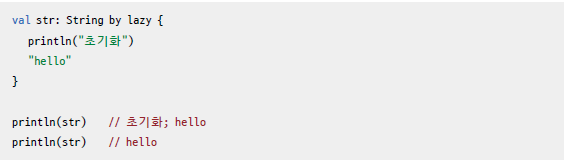 val str: String by lazy {
    println("초기화")
    "hello"
}

println(str)   // 초기화; hello
println(str)   // hello